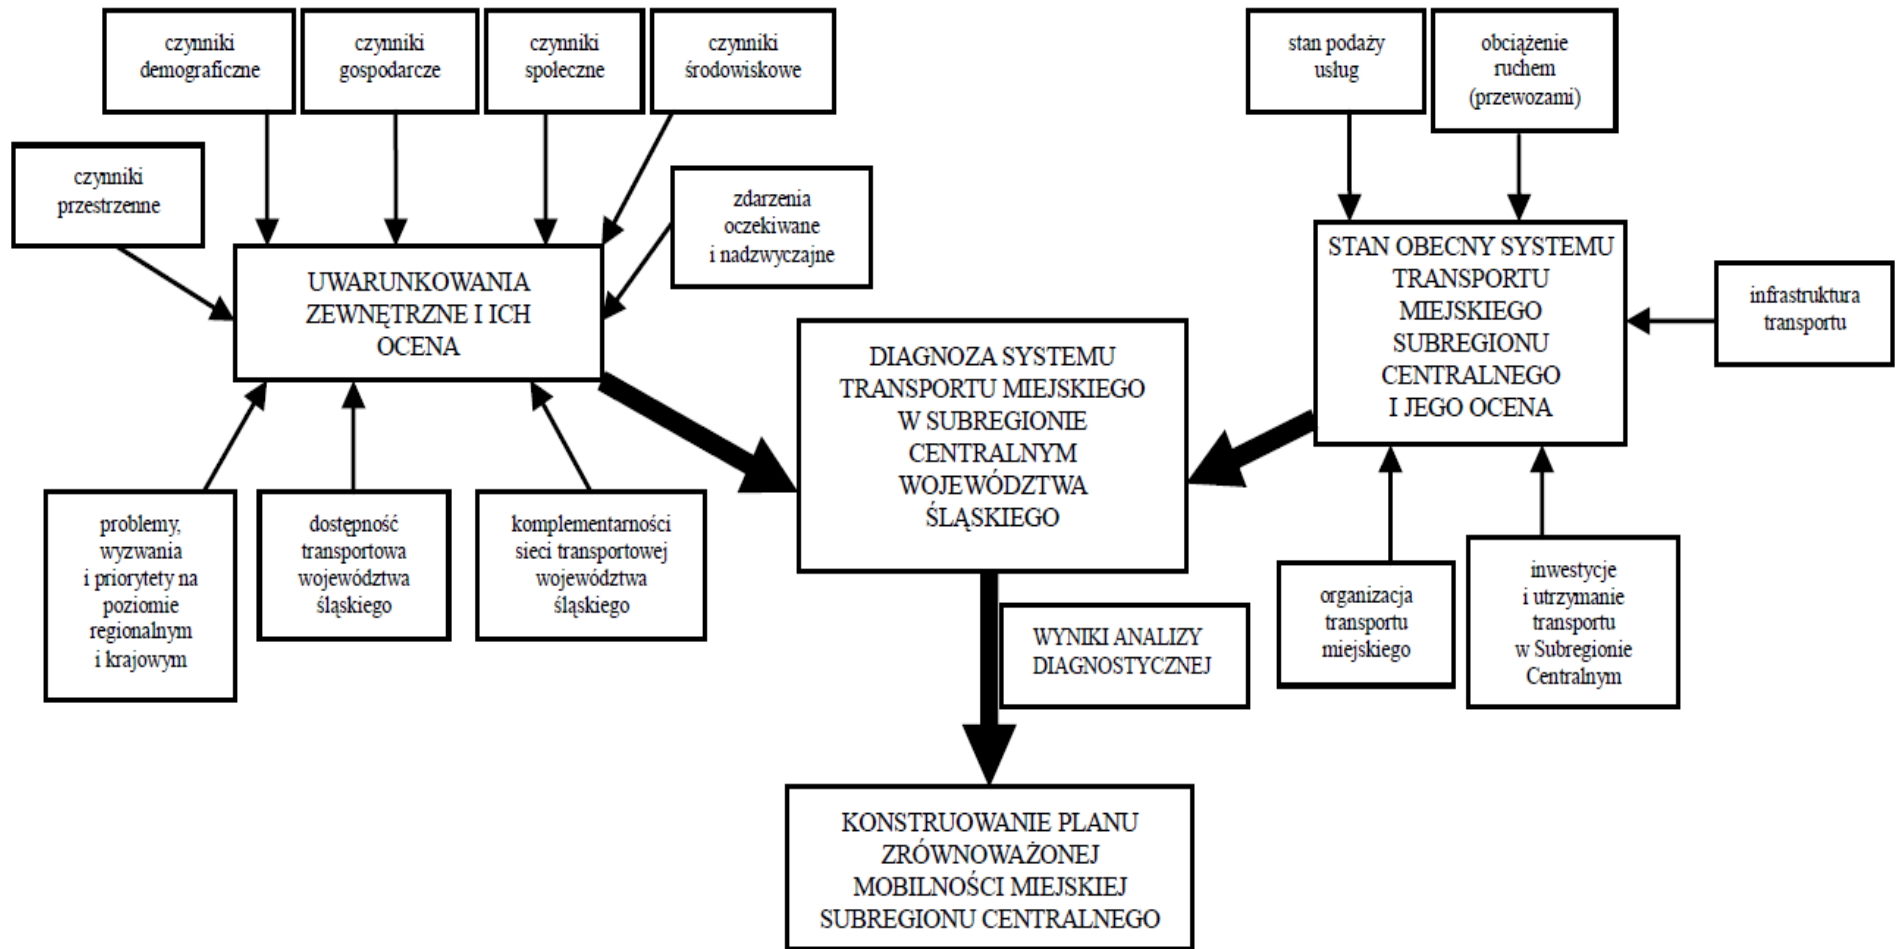 czynniki
demograficzne
czynniki
gospodarcze
czynniki
społeczne
czynniki
środowiskowe
stan podaży
usług
obciążenie
ruchem
(przewozami)
czynniki
przestrzenne
zdarzenia
oczekiwane
i nadzwyczajne
UWARUNKOWANIA
ZEWNĘTRZNE I ICH
OCENA
STAN OBECNY SYSTEMU
TRANSPORTU
MIEJSKIEGO
SUBREGIONU
CENTRALNEGO
I JEGO OCENA
infrastruktura
transportu
DIAGNOZA SYSTEMU
TRANSPORTU MIEJSKIEGO
W SUBREGIONIE
CENTRALNYM
WOJEWÓDZTWA
ŚLĄSKIEGO
problemy,
wyzwania
i priorytety na
poziomie
regionalnym
i krajowym
dostępność
transportowa
województwa
śląskiego
komplementarności
sieci transportowej
województwa
śląskiego
organizacja
transportu
miejskiego
inwestycje
i utrzymanie
transportu
w Subregionie
Centralnym
WYNIKI ANALIZY
DIAGNOSTYCZNEJ
KONSTRUOWANIE PLANU
ZRÓWNOWAŻONEJ
MOBILNOŚCI MIEJSKIEJ
SUBREGIONU CENTRALNEGO